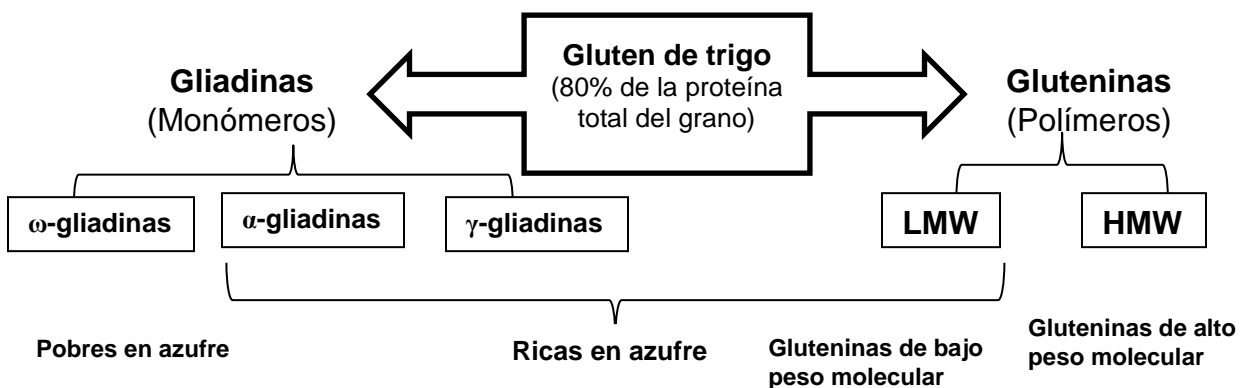 Gluten de trigo
(80% de la proteína
total del grano)
Gliadinas
(Monómeros)
Gluteninas
(Polímeros)
ω-gliadinas
α-gliadinas
γ-gliadinas
LMW
HMW
Pobres en azufre
Ricas en azufre
Gluteninas de bajo
peso molecular
Gluteninas de alto
peso molecular